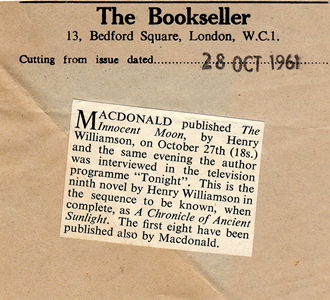 The Bookseller
13, Bedford Square, London, W.C.1.
Cutting from issue dated....................28 OCT 1961
MACDONALD published The
Innocent Moon, by Henry
Williamson, on October 27th (18s.)
and the same evening the author
was interviewed in the television
programme "Tonight". This is the
ninth novel by Henry Williamson in
the sequence to be known, when
complete, as A Chronicle of Ancient
Sunlight. The first eight have been
published also by Macdonald.